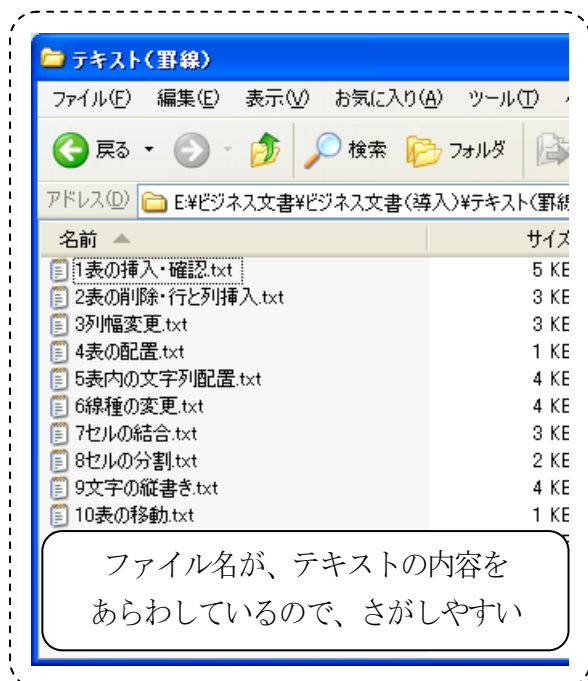 テキスト(罫線)
ファイル(F) 編集(E) 表示(V) お気に入り(A) ツール(T)
戻る 検索 フォルダ
アドレス(D) E:¥ビジネス文書¥ビジネス文書(導入)¥テキスト(罫線
名前 サイズ
1表の挿入・確認.txt 5 KB
2表の削除・行と列挿入.txt 3 KB
3列幅変更.txt 3 KB
4表の配置.txt 1 KB
5表内の文字列配置.txt 4 KB
6線種の変更.txt 4 KB
7セルの結合.txt 3 KB
8セルの分割.txt 2 KB
9文字の縦書き.txt 4 KB
10表の移動.txt 1 KB
ファイル名が、テキストの内容を
あらわしているので、さがしやすい